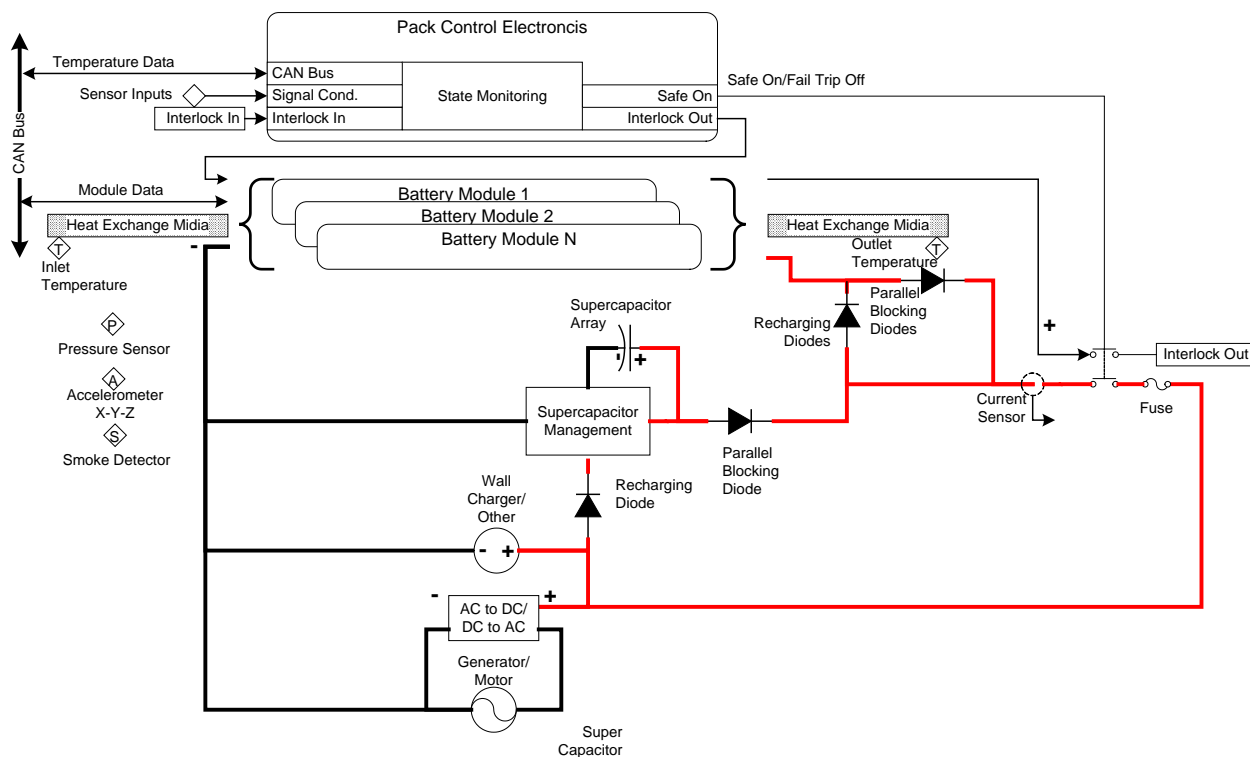 Pack Control Electroncis
Temperature Data
CAN Bus
Safe On/Fail Trip Off
Sensor Inputs
Signal Cond.
State Monitoring
Safe On
Interlock In
Interlock In
Interlock Out
CAN Bus
Module Data
Battery Module 1
Battery Module 2
Battery Module N
Heat Exchange Midia
Heat Exchange Midia
-
T
Inlet
Temperature
Outlet
Temperature
T
P
Pressure Sensor
A
Accelerometer
X-Y-Z
S
Smoke Detector
Supercapacitor
Array
- +
Recharging
Diodes
Parallel
Blocking
Diodes
+
Interlock Out
Current
Sensor
Fuse
Supercapacitor
Management
Parallel
Blocking
Diode
Recharging
Diode
Wall
Charger/
Other
- +
- +
AC to DC/
DC to AC
Generator/
Motor
Super
Capacitor